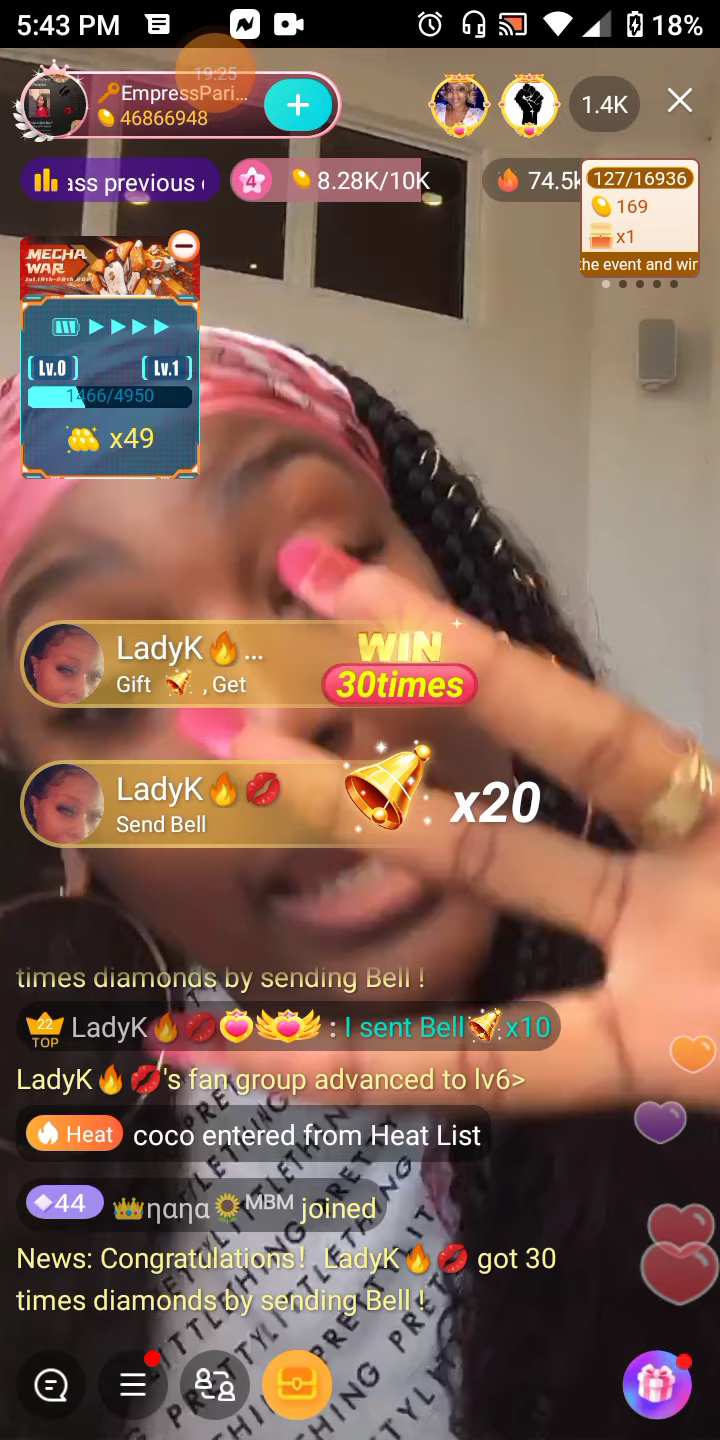 5:43 PM
18%
19:25
🔑EmpressPari...
46866948
1.4K
ass previous
4
8.28K/10K
74.5K
127/16936
169
x1
the event and win
MECHA
WAR
Lv.0
Lv.1
1466/4950
x49
LadyK🔥...
Gift , Get
WIN
30times
LadyK🔥💋
Send Bell
x20
times diamonds by sending Bell !
22
TOP
LadyK🔥💋 : I sent Bell x10
LadyK🔥💋's fan group advanced to lv6>
Heat coco entered from Heat List
44 👑ηαηα🌻ᴹᴮᴹ joined
News: Congratulations！ LadyK🔥💋 got 30
times diamonds by sending Bell !
PRETTYLITTLETHING